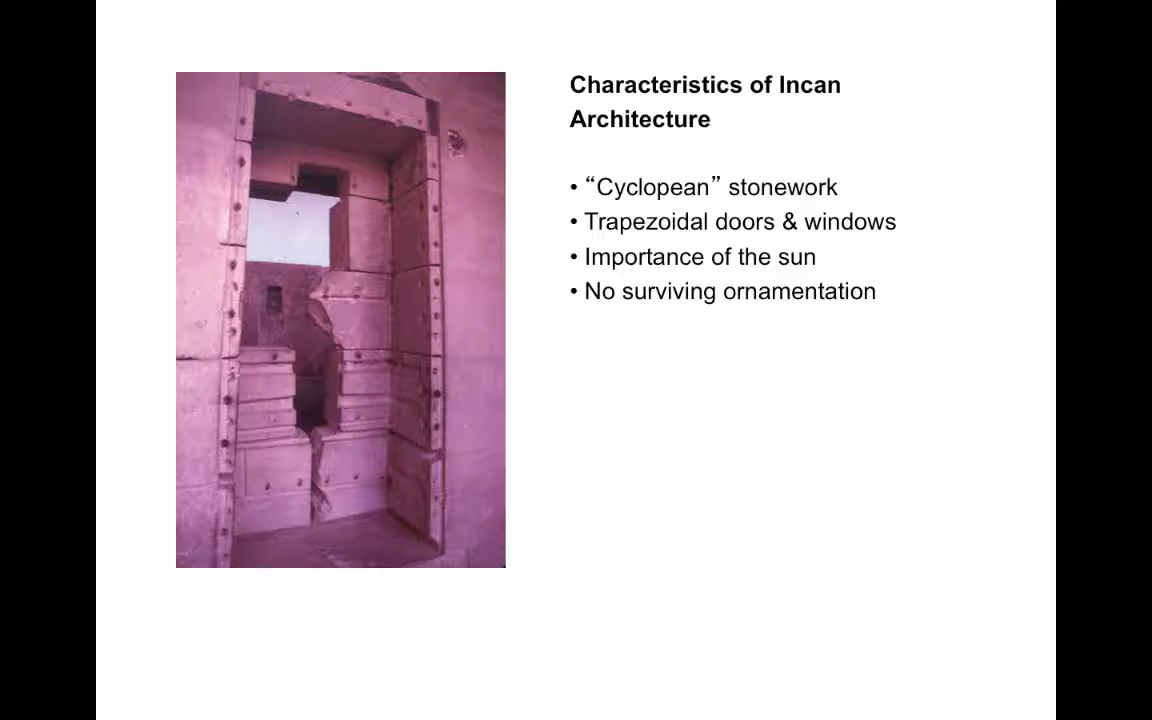 Characteristics of Incan
Architecture
• “Cyclopean” stonework
• Trapezoidal doors & windows
• Importance of the sun
• No surviving ornamentation